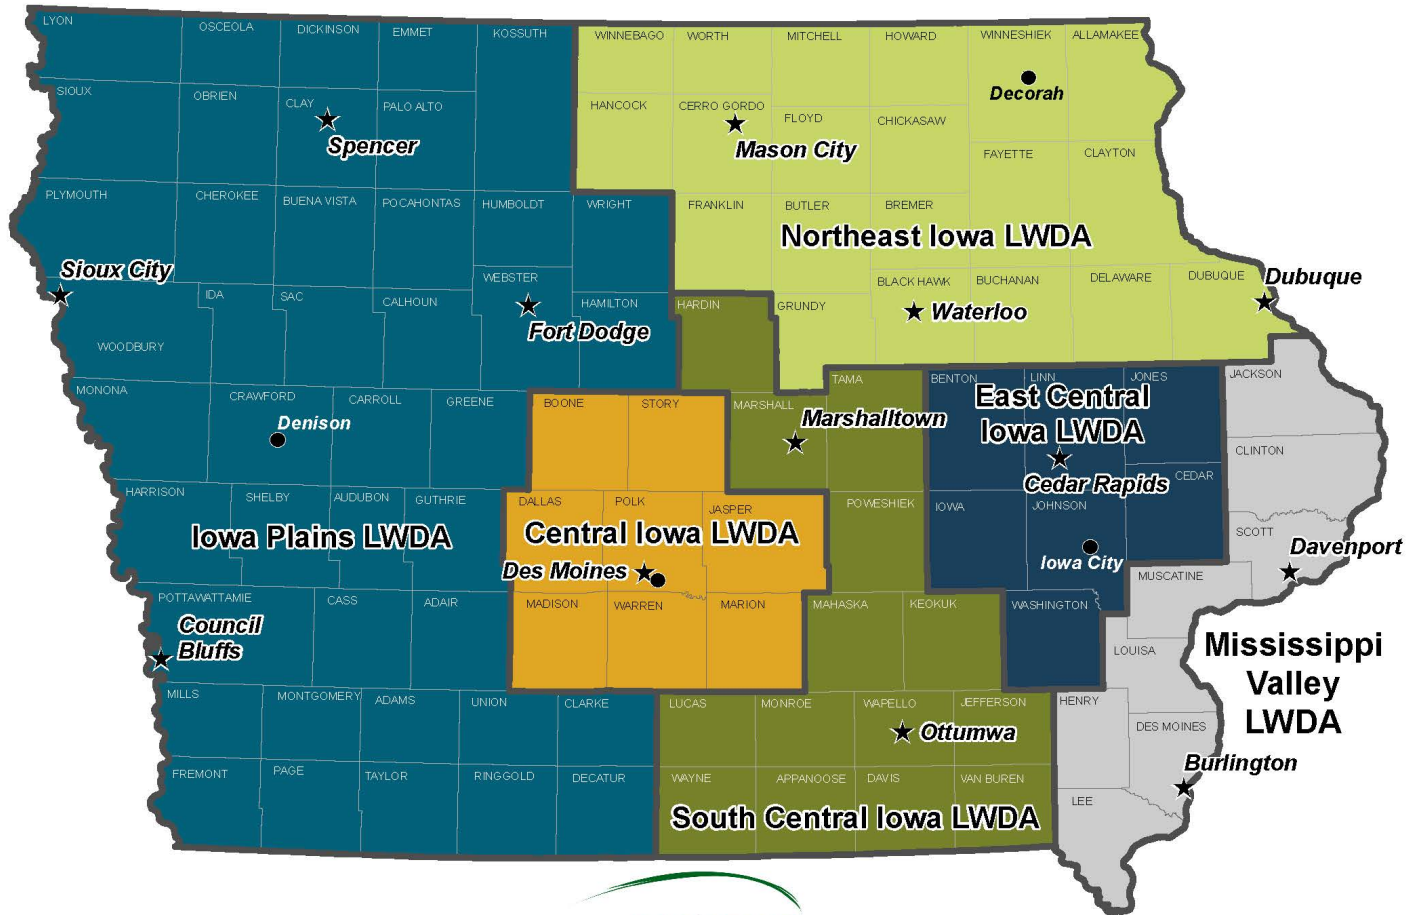 LYON
OSCEOLA
DICKINSON
EMMET
KOSSUTH
WINNEBAGO
WORTH
MITCHELL
HOWARD
WINNESHIEK
ALLAMAKEE
SIOUX
OBRIEN
CLAY
PALO ALTO
HANCOCK
CERRO GORDO
FLOYD
CHICKASAW
Decorah
Spencer
Mason City
FAYETTE
CLAYTON
PLYMOUTH
CHEROKEE
BUENA VISTA
POCAHONTAS
HUMBOLDT
WRIGHT
FRANKLIN
BUTLER
BREMER
Northeast Iowa LWDA
Sioux City
WEBSTER
BLACK HAWK
BUCHANAN
DELAWARE
DUBUQUE
Dubuque
IDA
SAC
CALHOUN
HAMILTON
HARDIN
GRUNDY
Waterloo
Fort Dodge
WOODBURY
MONONA
CRAWFORD
CARROLL
GREENE
BOONE
STORY
MARSHALL
TAMA
BENTON
LINN
JONES
JACKSON
Denison
Marshalltown
East Central
Iowa LWDA
CLINTON
Cedar Rapids
CEDAR
HARRISON
SHELBY
AUDUBON
GUTHRIE
DALLAS
POLK
JASPER
POWESHIEK
IOWA
JOHNSON
SCOTT
Iowa Plains LWDA
Central Iowa LWDA
Davenport
Iowa City
Des Moines
MUSCATINE
POTTAWATTAMIE
CASS
ADAIR
MADISON
WARREN
MARION
MAHASKA
KEOKUK
WASHINGTON
Council
Bluffs
LOUISA
Mississippi
Valley
LWDA
MILLS
MONTGOMERY
ADAMS
UNION
CLARKE
LUCAS
MONROE
WAPELLO
JEFFERSON
HENRY
DES MOINES
Ottumwa
Burlington
FREMONT
PAGE
TAYLOR
RINGGOLD
DECATUR
WAYNE
APPANOOSE
DAVIS
VAN BUREN
LEE
South Central Iowa LWDA